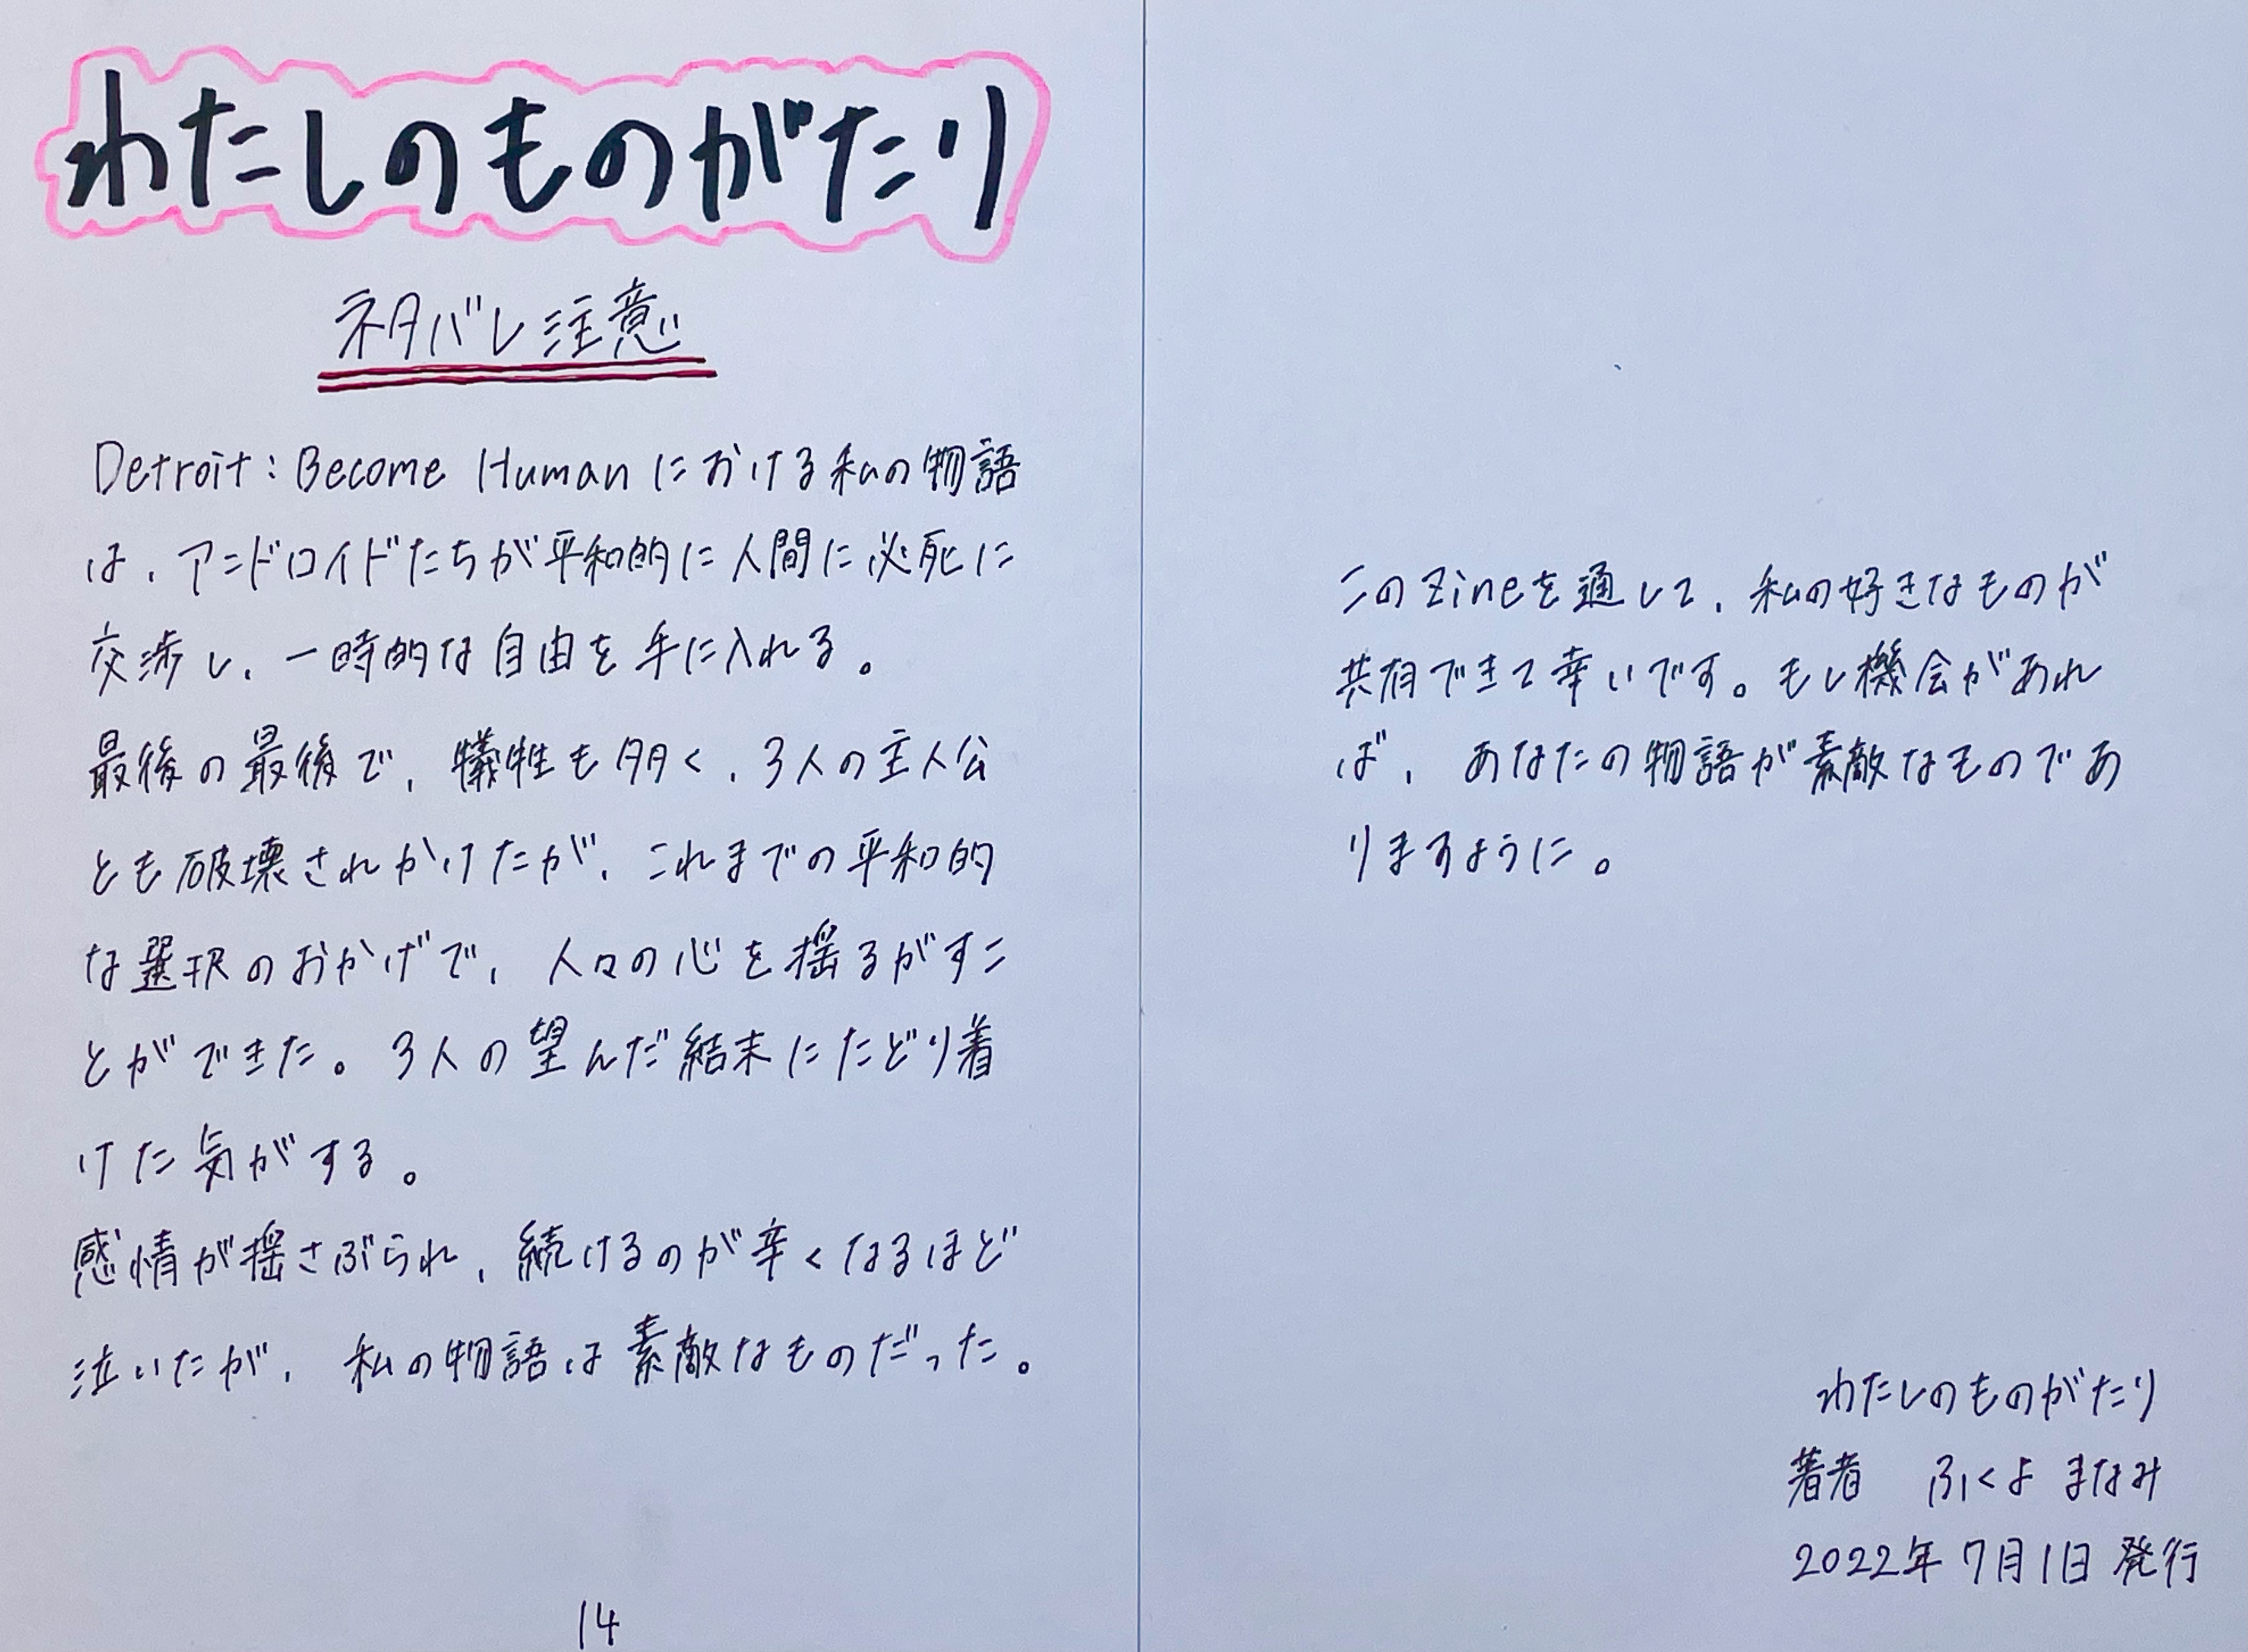 わたしのものがたり
ネタバレ注意
Detroit: Become Human における私の物語
は、アンドロイドたちが平和的に人間に必死に
交渉し、一時的な自由を手に入れる。
最後の最後で、犠牲も多く、3人の主人公
とも破壊されかけたが、これまでの平和的
な選択のおかげで、人々の心を揺るがすこ
とができた。3人の望んだ結末にたどり着
けた気がする。
感情が揺さぶられ、続けるのが辛くなるほど
泣いたが、私の物語は素敵なものだった。
14
このZineを通して、私の好きなものが
共有できて幸いです。もし機会があれ
ば、あなたの物語が素敵なものであ
りますように。
わたしのものがたり
著者 ふくよ まなみ
2022年7月1日 発行